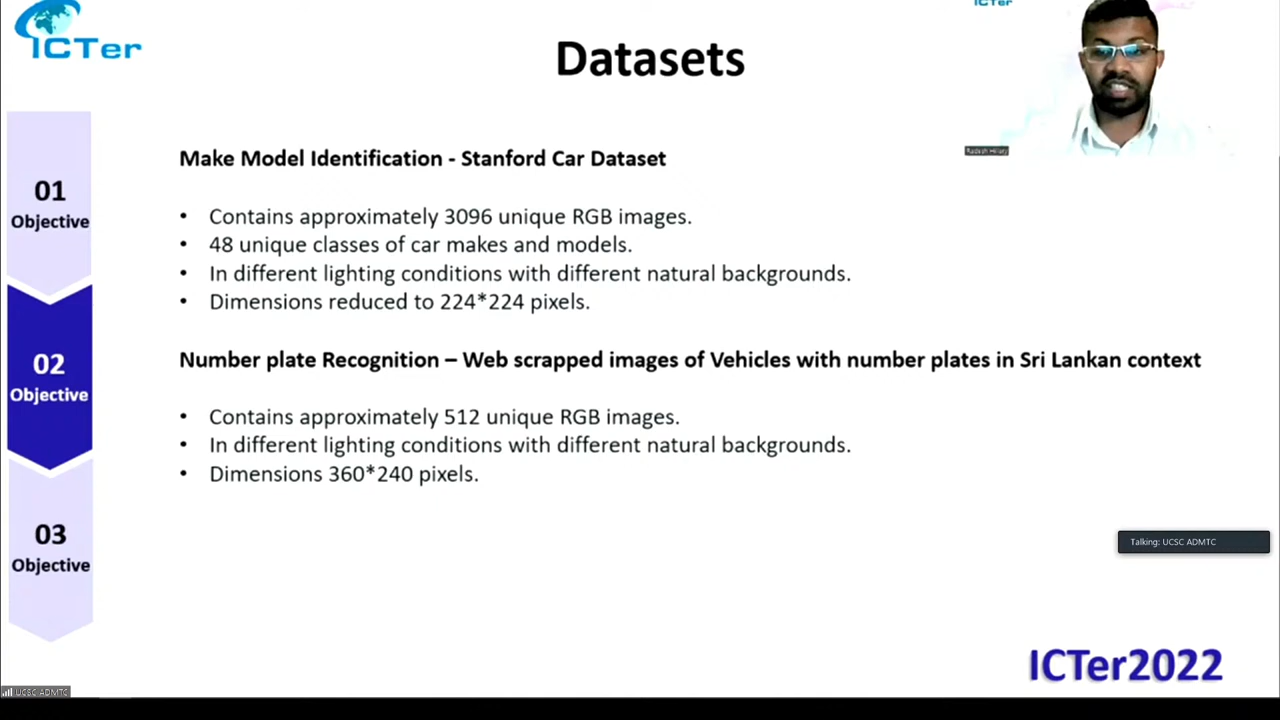 ICTer
ICTer
Datasets
Radesh Hillary
Make Model Identification - Stanford Car Dataset
01
Objective
• Contains approximately 3096 unique RGB images.
• 48 unique classes of car makes and models.
• In different lighting conditions with different natural backgrounds.
• Dimensions reduced to 224*224 pixels.
02
Objective
Number plate Recognition – Web scrapped images of Vehicles with number plates in Sri Lankan context
• Contains approximately 512 unique RGB images.
• In different lighting conditions with different natural backgrounds.
• Dimensions 360*240 pixels.
03
Objective
Talking: UCSC ADMTC
ICTer2022
UCSC ADMTC